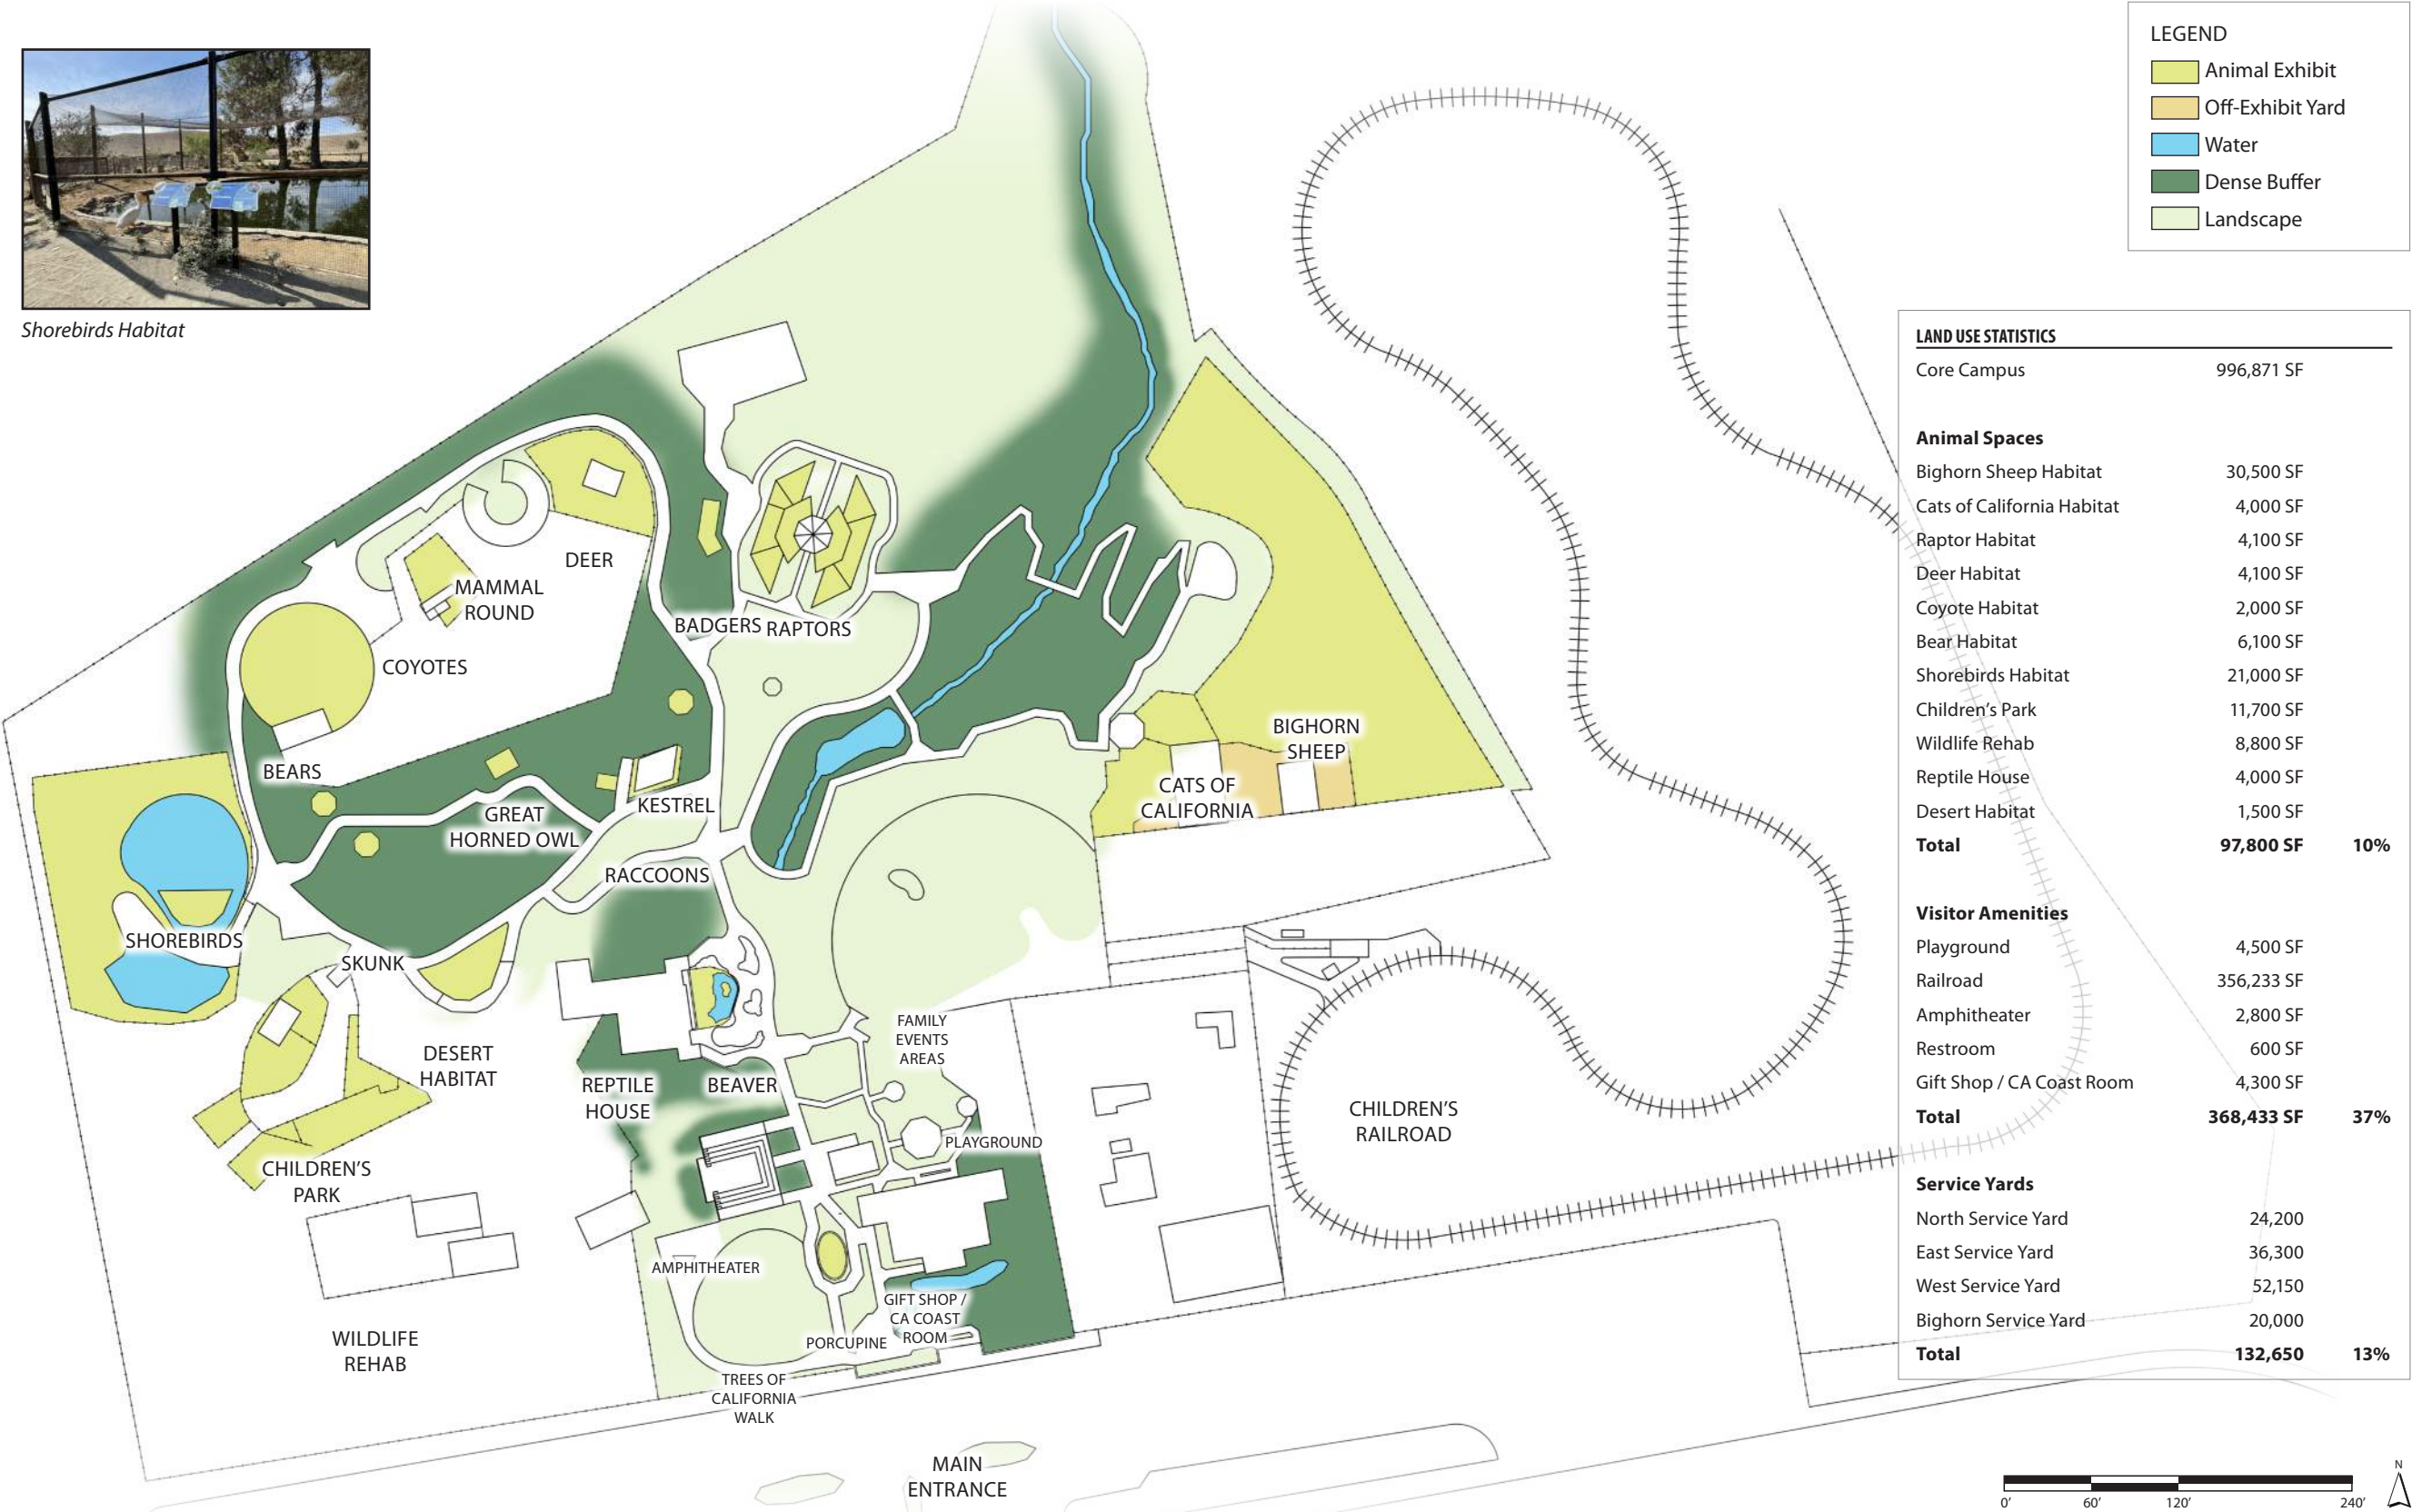 LEGEND
Animal Exhibit
Off-Exhibit Yard
Water
Dense Buffer
Landscape
Shorebirds Habitat
LAND USE STATISTICS
Core Campus 996,871 SF
Animal Spaces
Bighorn Sheep Habitat 30,500 SF
Cats of California Habitat 4,000 SF
Raptor Habitat 4,100 SF
Deer Habitat 4,100 SF
Coyote Habitat 2,000 SF
Bear Habitat 6,100 SF
Shorebirds Habitat 21,000 SF
Children's Park 11,700 SF
Wildlife Rehab 8,800 SF
Reptile House 4,000 SF
Desert Habitat 1,500 SF
Total 97,800 SF 10%
Visitor Amenities
Playground 4,500 SF
Railroad 356,233 SF
Amphitheater 2,800 SF
Restroom 600 SF
Gift Shop / CA Coast Room 4,300 SF
Total 368,433 SF 37%
Service Yards
North Service Yard 24,200
East Service Yard 36,300
West Service Yard 52,150
Bighorn Service Yard 20,000
Total 132,650 13%
DEER
MAMMAL
ROUND
BADGERS
RAPTORS
COYOTES
BEARS
BIGHORN
SHEEP
CATS OF
CALIFORNIA
KESTREL
GREAT
HORNED OWL
RACCOONS
SHOREBIRDS
SKUNK
DESERT
HABITAT
FAMILY
EVENTS
AREAS
REPTILE
HOUSE
BEAVER
CHILDREN'S
RAILROAD
PLAYGROUND
CHILDREN'S
PARK
AMPHITHEATER
GIFT SHOP /
CA COAST
ROOM
PORCUPINE
WILDLIFE
REHAB
TREES OF
CALIFORNIA
WALK
MAIN
ENTRANCE
N
0' 60' 120' 240'